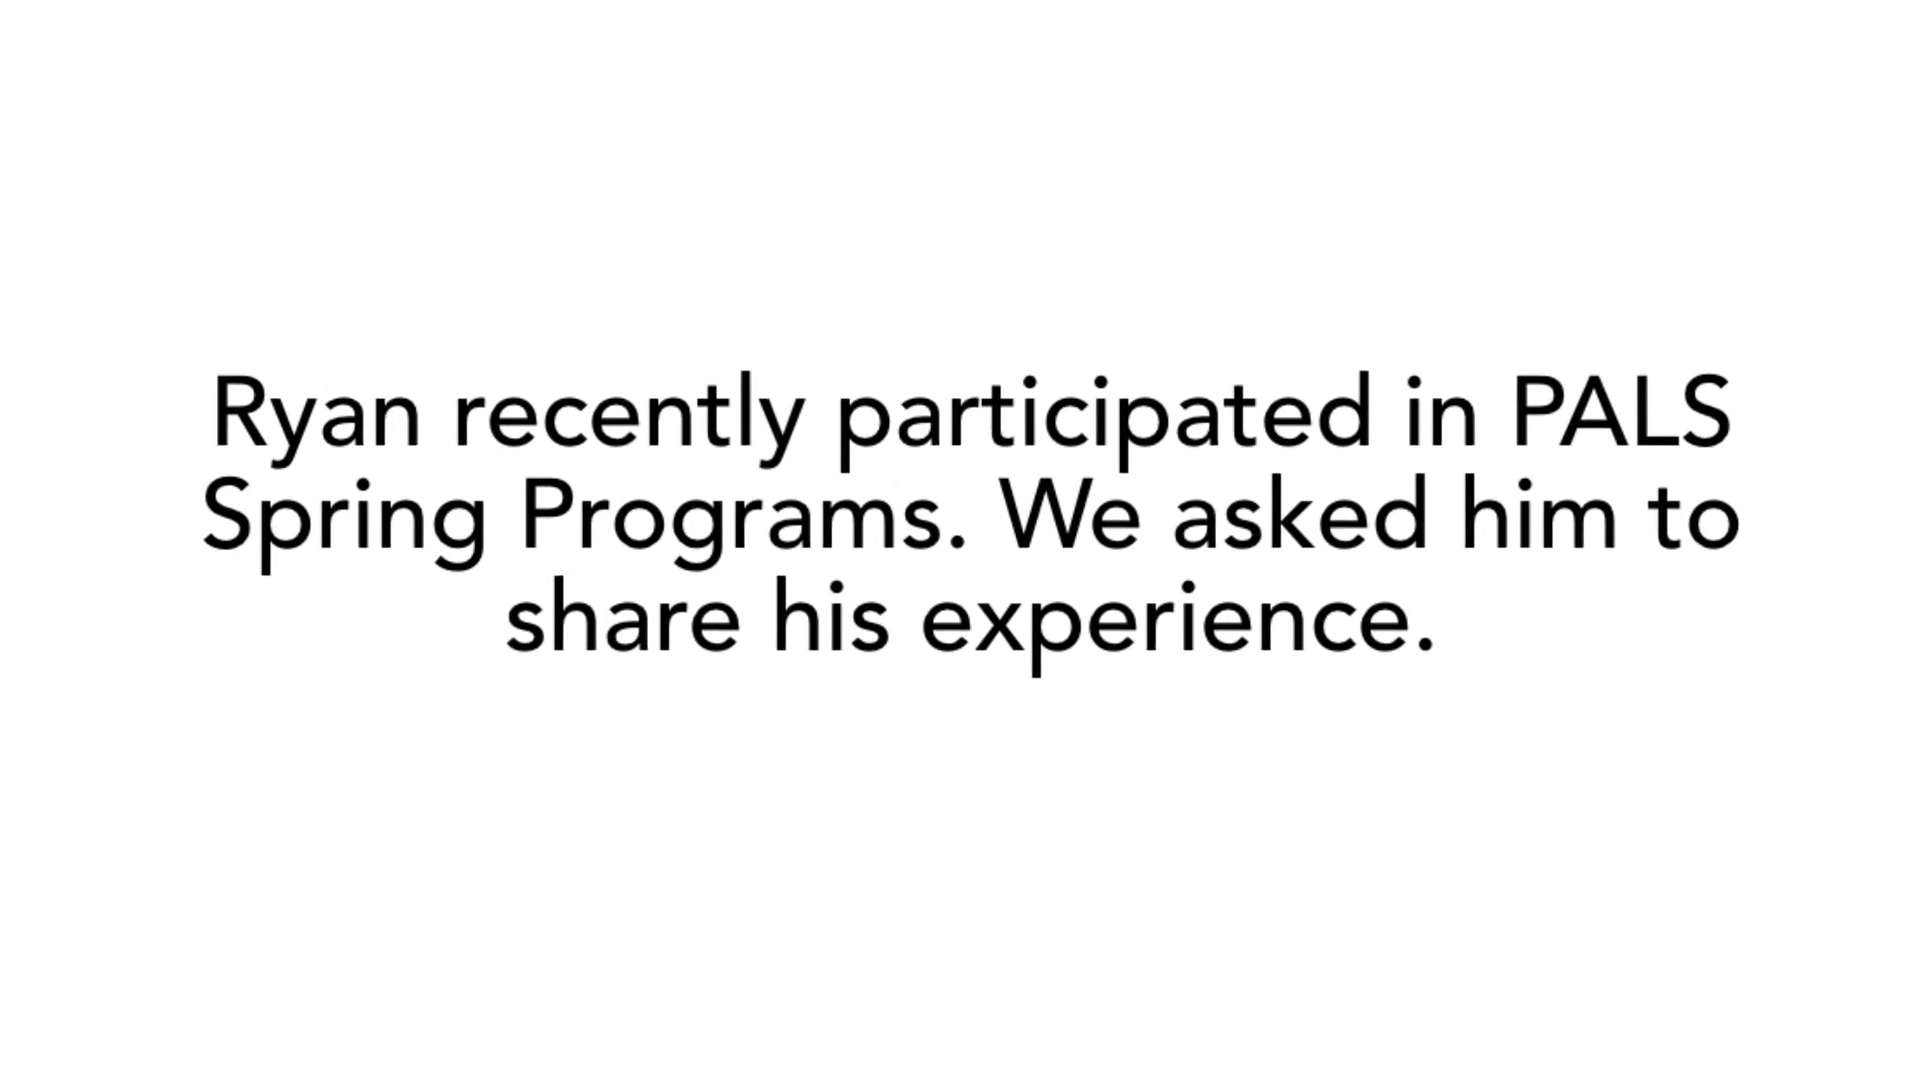 Ryan recently participated in PALS
Spring Programs. We asked him to
share his experience.